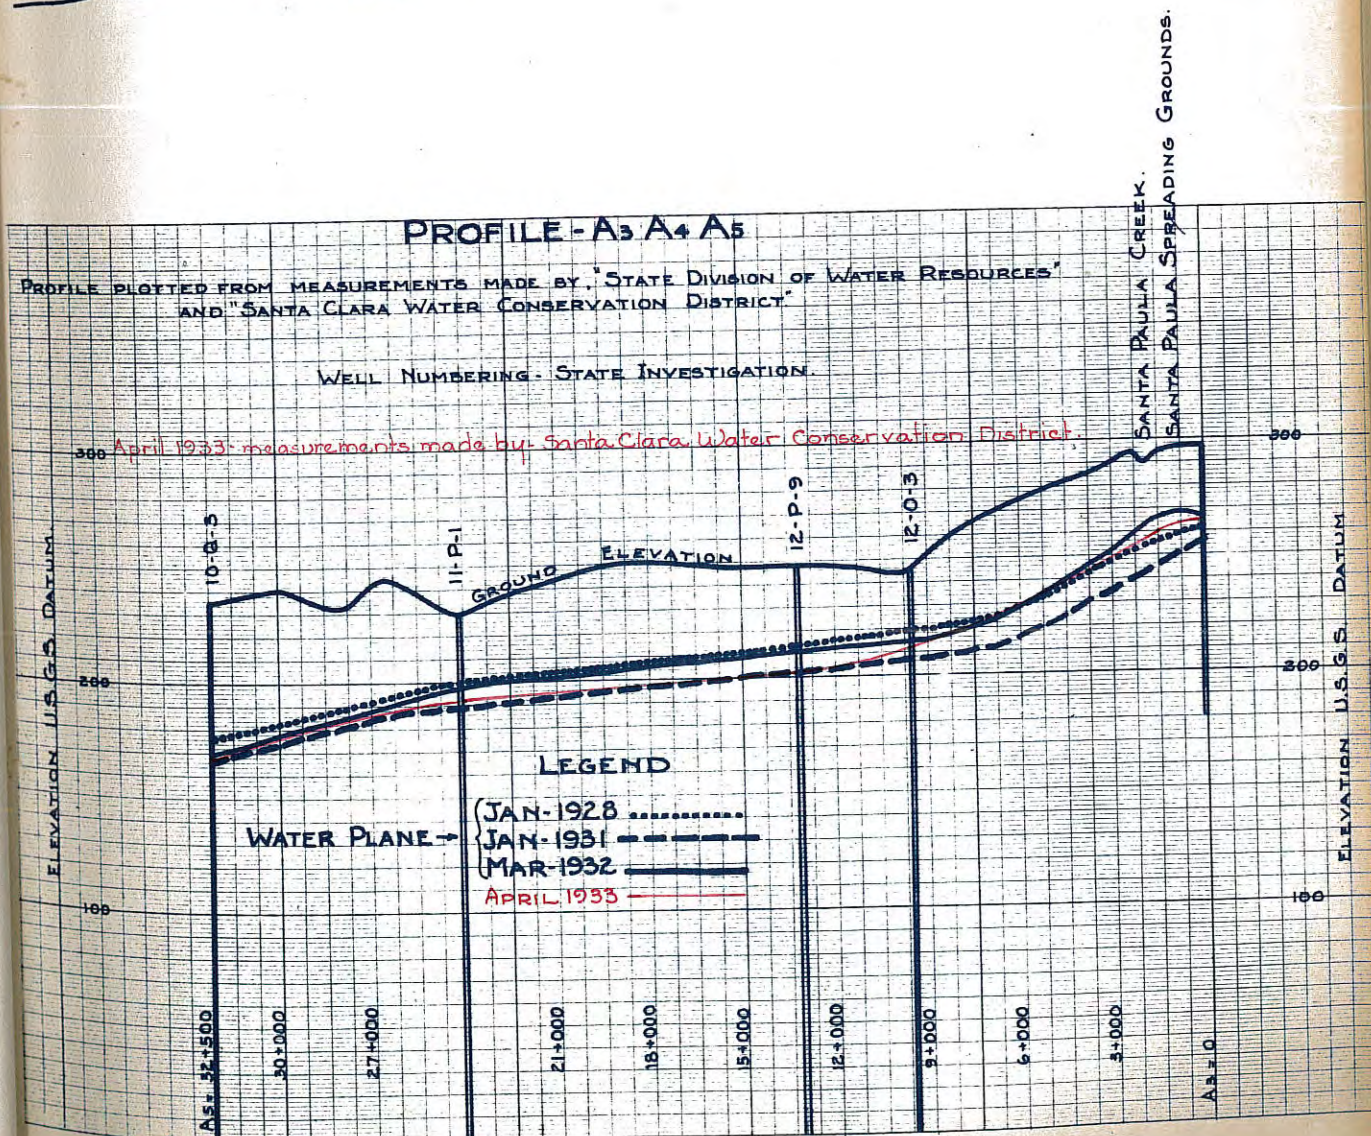 PROFILE - A3 A4 A5
PROFILE PLOTTED FROM MEASUREMENTS MADE BY "STATE DIVISION OF WATER RESOURCES"
AND "SANTA CLARA WATER CONSERVATION DISTRICT"
WELL NUMBERING - STATE INVESTIGATION.
April 1933 - measurements made by - Santa Clara Water Conservation District.
SANTA PAULA CREEK.
SANTA PAULA SPREADING GROUNDS.
300
300
10-Q-3
11-P-1
12-P-9
12-O-3
GROUND ELEVATION
ELEVATION U.S.G.S. DATUM.
ELEVATION U.S.G.S. DATUM
200
200
LEGEND
WATER PLANE →
JAN-1928
JAN-1931
MAR-1932
APRIL 1933
100
100
A5 = 32+500
30+000
27+000
21+000
18+000
15+000
12+000
9+000
6+000
3+000
A3 = 0